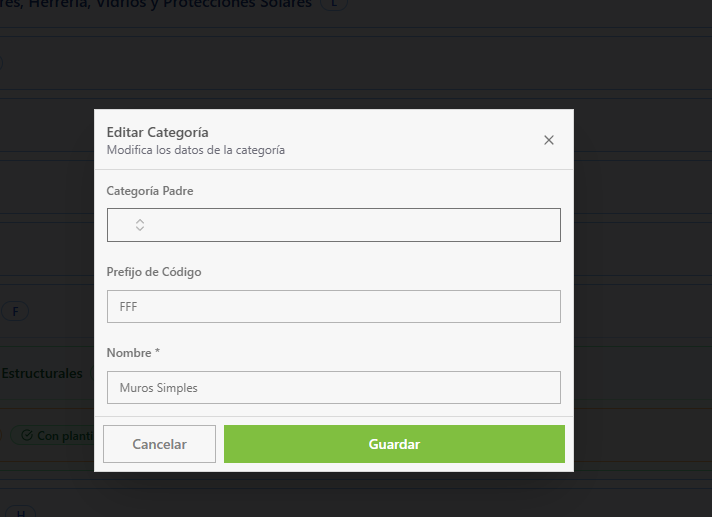 res, Herrería, Vidrios y Protecciones Solares E
Editar Categoría
Modifica los datos de la categoría
Categoría Padre
Prefijo de Código
FFF
F
Nombre *
Estructurales
Muros Simples
Con planti
Cancelar
Guardar
H